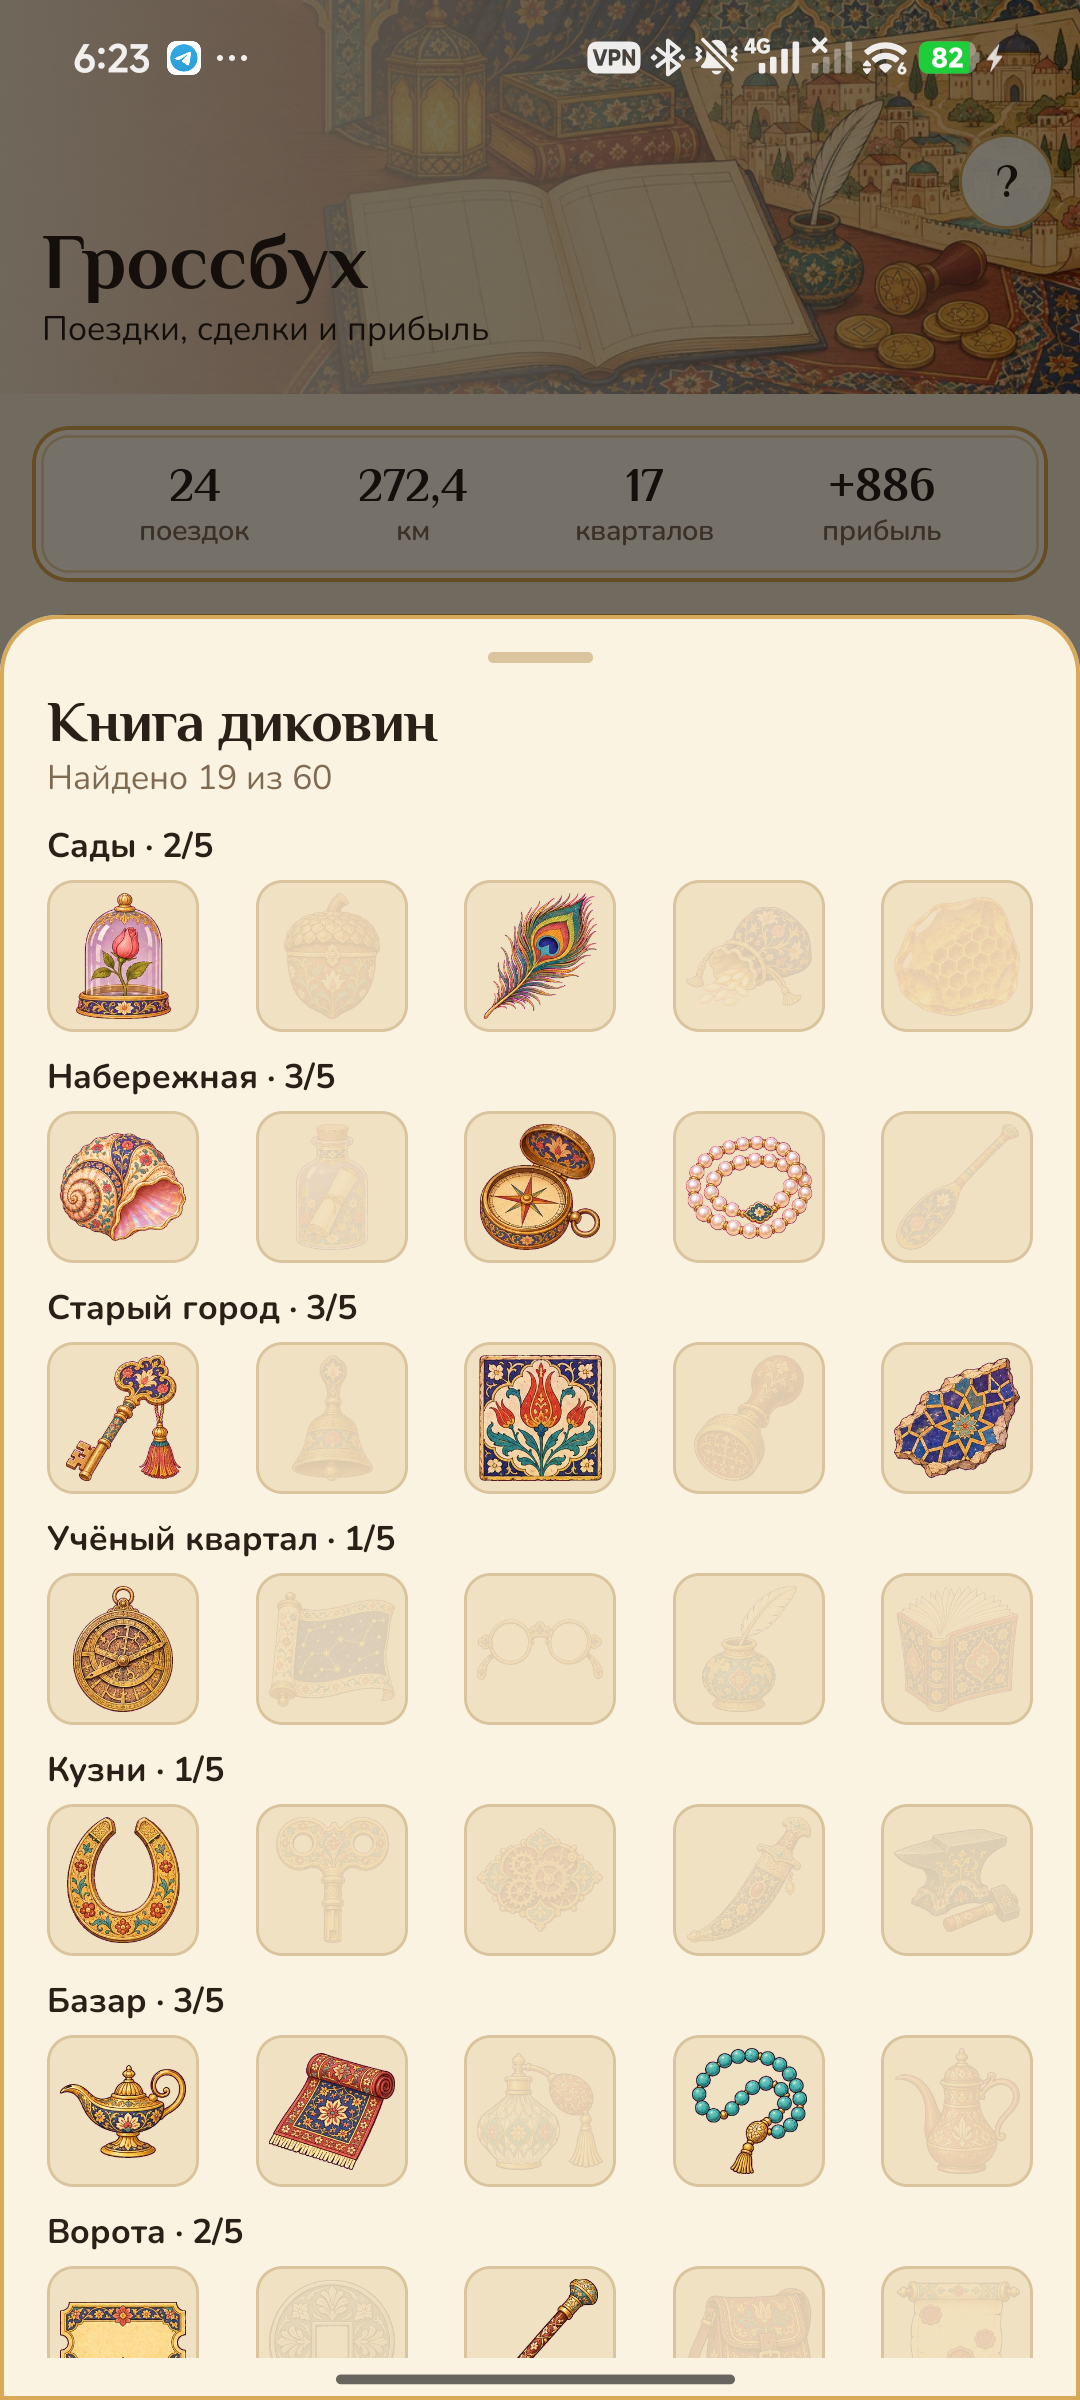 6:23 ... VPN 4G 6 82
?
Гроссбух
Поездки, сделки и прибыль
24 272,4 17 +886
поездок км кварталов прибыль
Книга диковин
Найдено 19 из 60
Сады · 2/5
Набережная · 3/5
Старый город · 3/5
Учёный квартал · 1/5
Кузни · 1/5
Базар · 3/5
Ворота · 2/5